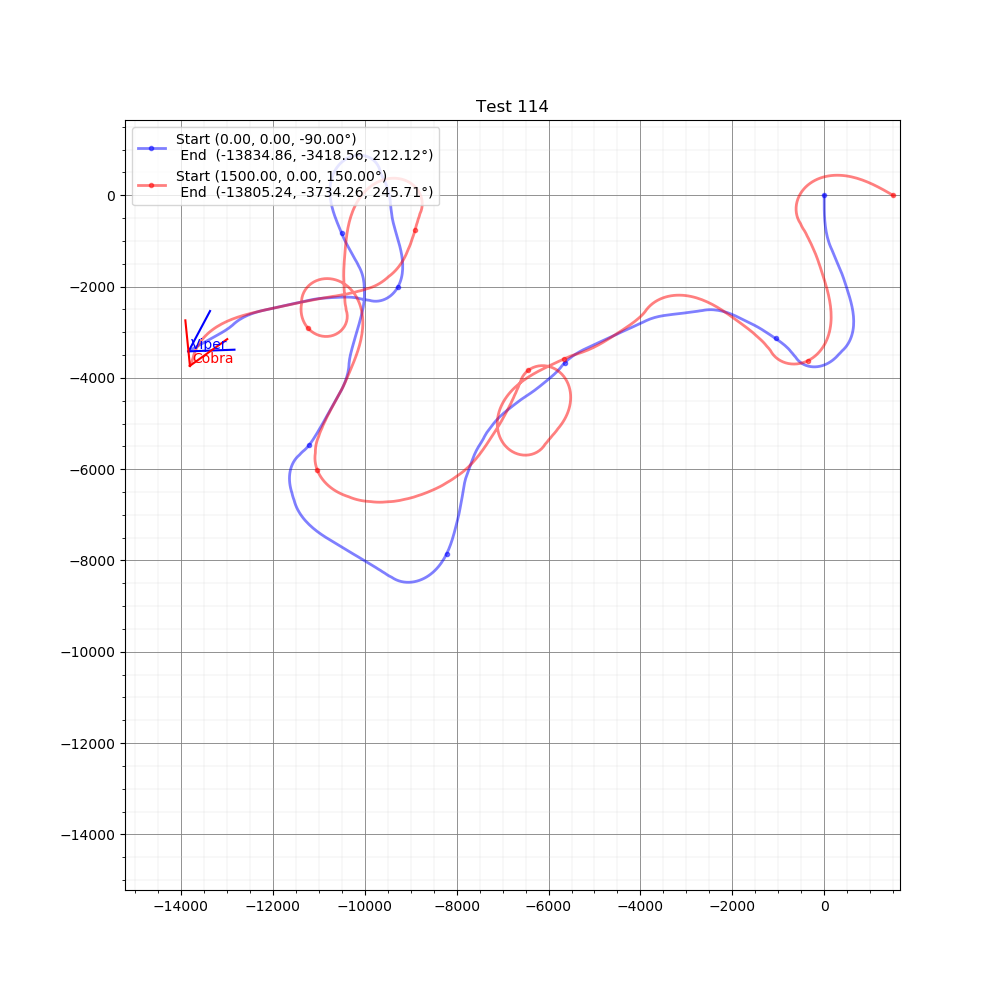 Test 114
Start (0.00, 0.00, -90.00°)
End  (-13834.86, -3418.56, 212.12°)
Start (1500.00, 0.00, 150.00°)
End  (-13805.24, -3734.26, 245.71°)
0
−2000
−4000
−6000
−8000
−10000
−12000
−14000
Viper
Cobra
−14000 −12000 −10000 −8000 −6000 −4000 −2000 0